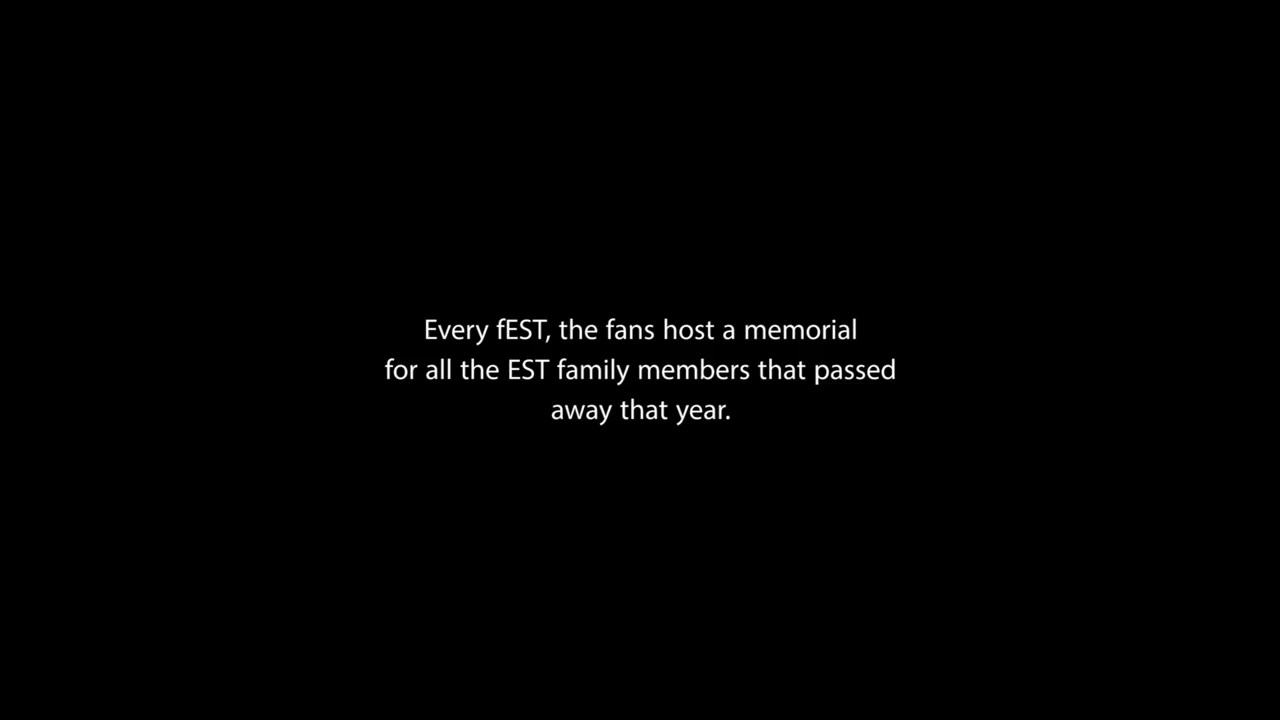 Every fEST, the fans host a memorial
for all the EST family members that passed
away that year.